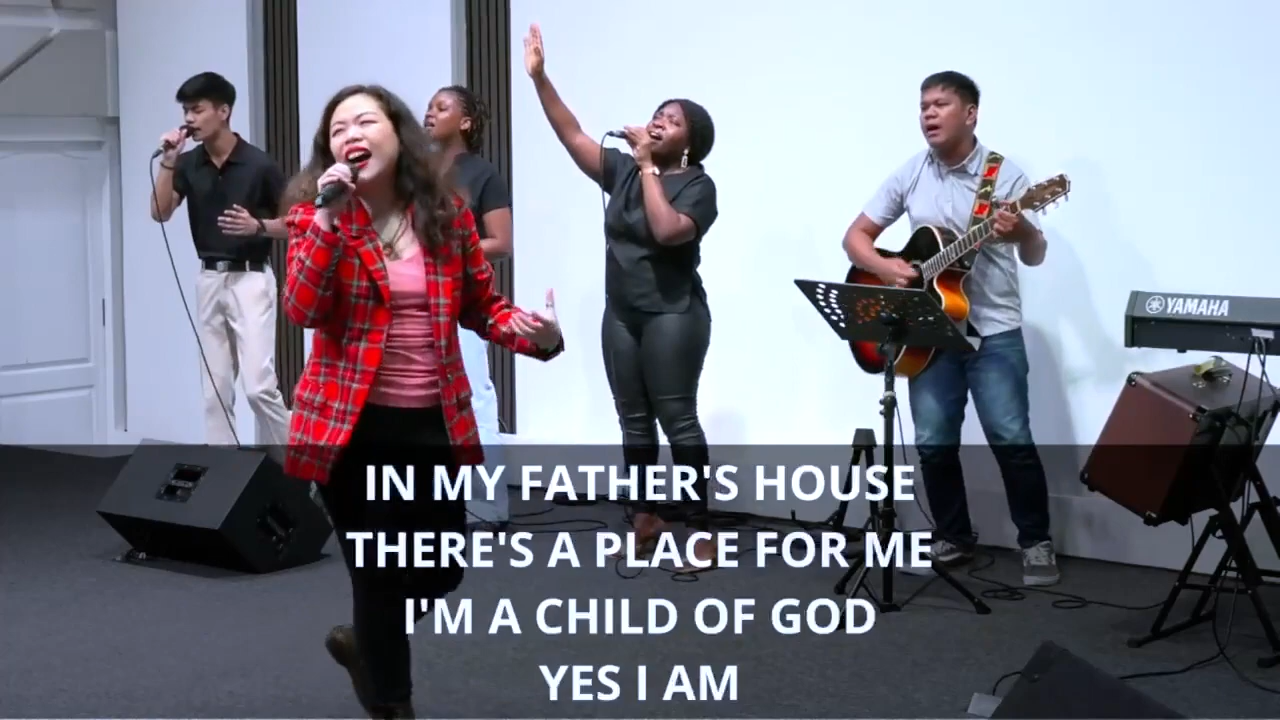 YAMAHA
IN MY FATHER'S HOUSE
THERE'S A PLACE FOR ME
I'M A CHILD OF GOD
YES I AM